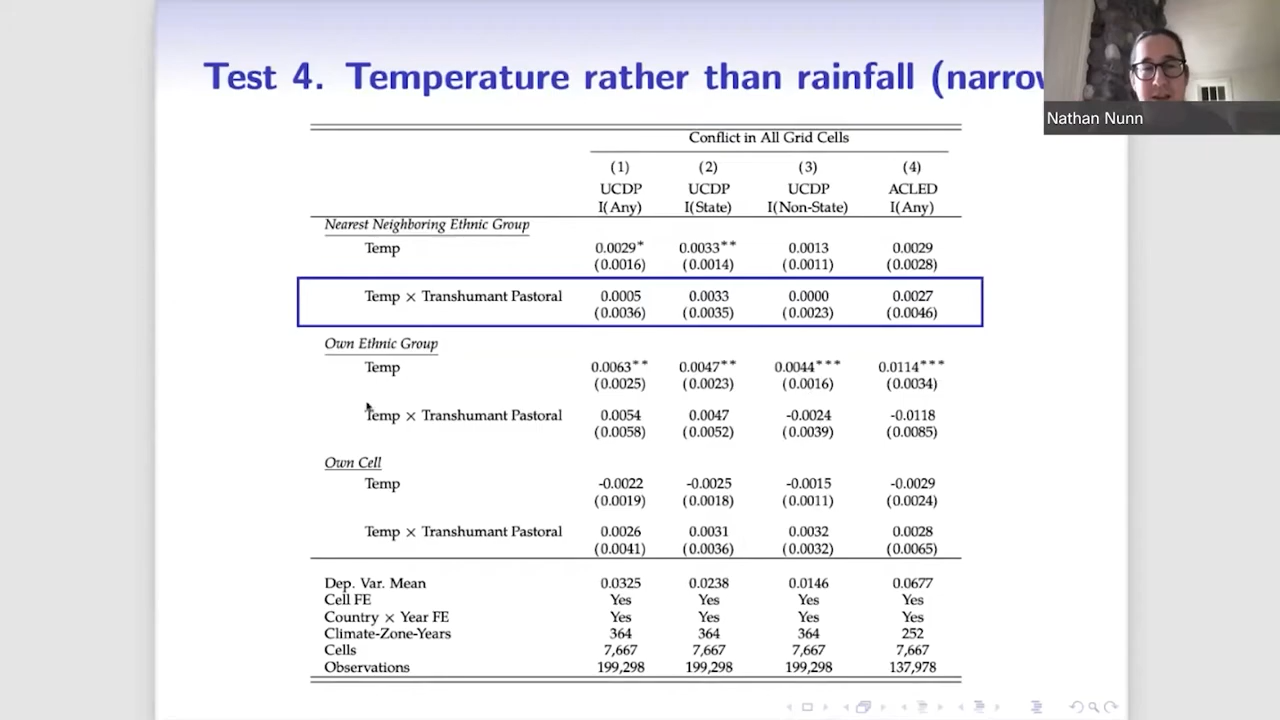 Test 4. Temperature rather than rainfall (narrow
Nathan Nunn
Conflict in All Grid Cells
(1) (2) (3) (4)
UCDP UCDP UCDP ACLED
I(Any) I(State) I(Non-State) I(Any)
Nearest Neighboring Ethnic Group
Temp 0.0029* 0.0033** 0.0013 0.0029
(0.0016) (0.0014) (0.0011) (0.0028)
Temp × Transhumant Pastoral 0.0005 0.0033 0.0000 0.0027
(0.0036) (0.0035) (0.0023) (0.0046)
Own Ethnic Group
Temp 0.0063** 0.0047** 0.0044*** 0.0114***
(0.0025) (0.0023) (0.0016) (0.0034)
Temp × Transhumant Pastoral 0.0054 0.0047 -0.0024 -0.0118
(0.0058) (0.0052) (0.0039) (0.0085)
Own Cell
Temp -0.0022 -0.0025 -0.0015 -0.0029
(0.0019) (0.0018) (0.0011) (0.0024)
Temp × Transhumant Pastoral 0.0026 0.0031 0.0032 0.0028
(0.0041) (0.0036) (0.0032) (0.0065)
Dep. Var. Mean 0.0325 0.0238 0.0146 0.0677
Cell FE Yes Yes Yes Yes
Country × Year FE Yes Yes Yes Yes
Climate-Zone-Years 364 364 364 252
Cells 7,667 7,667 7,667 7,667
Observations 199,298 199,298 199,298 137,978